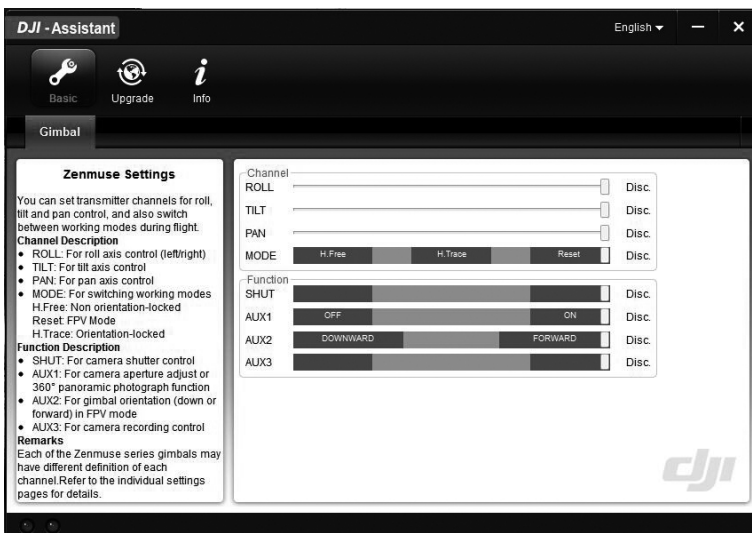 DJI - Assistant
English
Basic
Upgrade
Info
Gimbal
Zenmuse Settings
You can set transmitter channels for roll,
tilt and pan control, and also switch
between working modes during flight.
Channel Description
• ROLL: For roll axis control (left/right)
• TILT: For tilt axis control
• PAN: For pan axis control
• MODE: For switching working modes
H.Free: Non orientation-locked
Reset: FPV Mode
H.Trace: Orientation-locked
Function Description
• SHUT: For camera shutter control
• AUX1: For camera aperture adjust or
360° panoramic photograph function
• AUX2: For gimbal orientation (down or
forward) in FPV mode
• AUX3: For camera recording control
Remarks
Each of the Zenmuse series gimbals may
have different definition of each
channel.Refer to the individual settings
pages for details.
Channel
ROLL Disc.
TILT Disc.
PAN Disc.
MODE H.Free H.Trace Reset Disc.
Function
SHUT Disc.
AUX1 OFF ON Disc.
AUX2 DOWNWARD FORWARD Disc.
AUX3 Disc.
dji